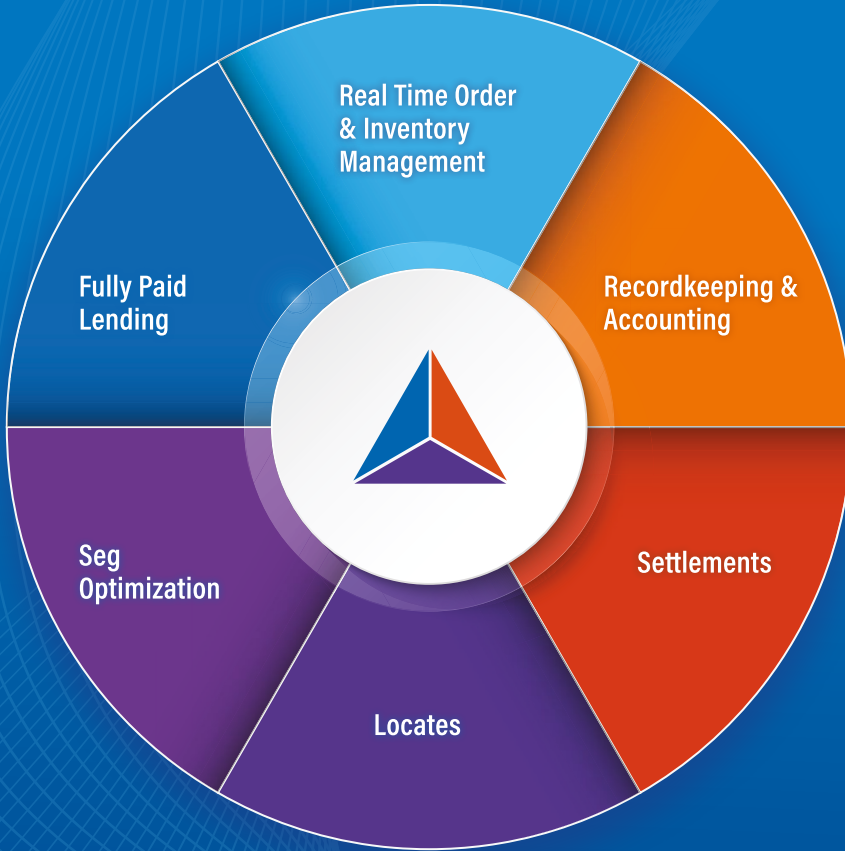 Real Time Order
& Inventory
Management
Recordkeeping &
Accounting
Settlements
Locates
Seg
Optimization
Fully Paid
Lending